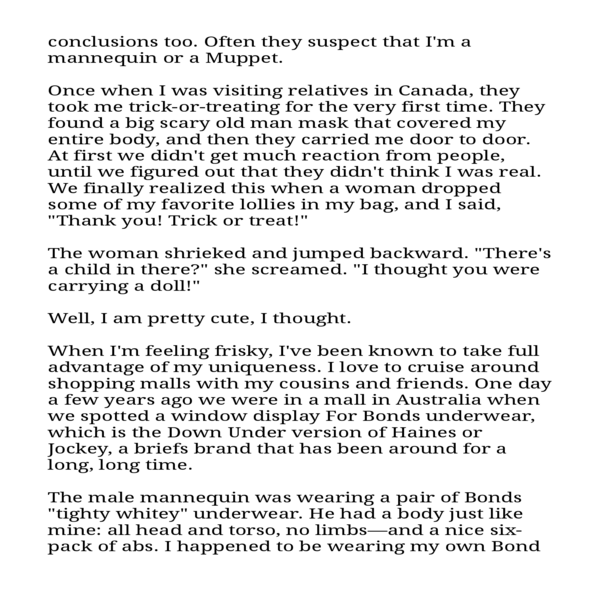 conclusions too. Often they suspect that I'm a
mannequin or a Muppet.
Once when I was visiting relatives in Canada, they
took me trick-or-treating for the very first time. They
found a big scary old man mask that covered my
entire body, and then they carried me door to door.
At first we didn't get much reaction from people,
until we figured out that they didn't think I was real.
We finally realized this when a woman dropped
some of my favorite lollies in my bag, and I said,
"Thank you! Trick or treat!"
The woman shrieked and jumped backward. "There's
a child in there?" she screamed. "I thought you were
carrying a doll!"
Well, I am pretty cute, I thought.
When I'm feeling frisky, I've been known to take full
advantage of my uniqueness. I love to cruise around
shopping malls with my cousins and friends. One day
a few years ago we were in a mall in Australia when
we spotted a window display For Bonds underwear,
which is the Down Under version of Haines or
Jockey, a briefs brand that has been around for a
long, long time.
The male mannequin was wearing a pair of Bonds
"tighty whitey" underwear. He had a body just like
mine: all head and torso, no limbs—and a nice six-
pack of abs. I happened to be wearing my own Bond